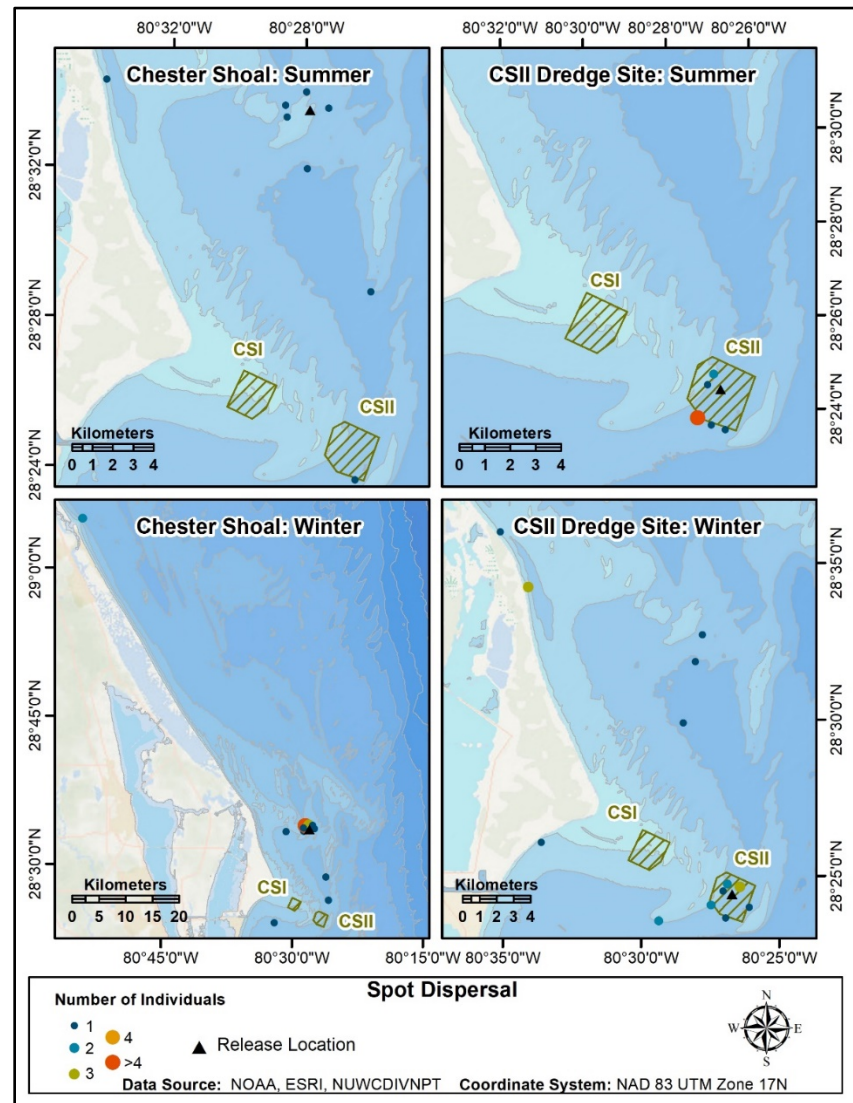 80°32'0"W 80°28'0"W
80°32'0"W 80°30'0"W 80°28'0"W 80°26'0"W
Chester Shoal: Summer
28°32'0"N
28°28'0"N
28°24'0"N
CSI
CSII
Kilometers
0 1 2 3 4
CSII Dredge Site: Summer
28°30'0"N
28°28'0"N
28°26'0"N
28°24'0"N
CSI
CSII
Kilometers
0 1 2 3 4
Chester Shoal: Winter
29°0'0"N
28°45'0"N
28°30'0"N
CSI
CSII
Kilometers
0 5 10 15 20
80°45'0"W 80°30'0"W 80°15'0"W
CSII Dredge Site: Winter
28°35'0"N
28°30'0"N
28°25'0"N
CSI
CSII
Kilometers
0 1 2 3 4
80°35'0"W 80°30'0"W 80°25'0"W
Spot Dispersal
Number of Individuals
1
2
3
4
>4
Release Location
N
W E
S
Data Source: NOAA, ESRI, NUWCDIVNPT Coordinate System: NAD 83 UTM Zone 17N